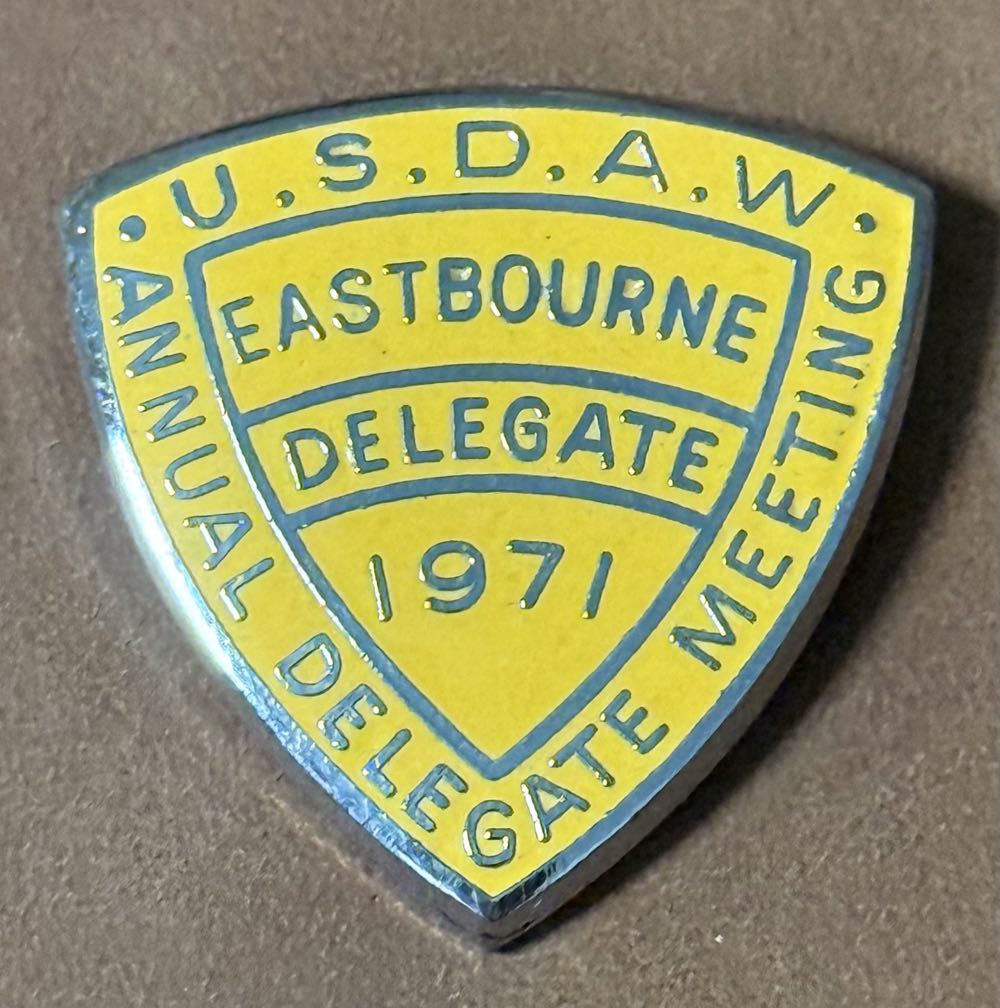 • U.S.D.A.W •
ANNUAL DELEGATE MEETING
EASTBOURNE
DELEGATE
1971